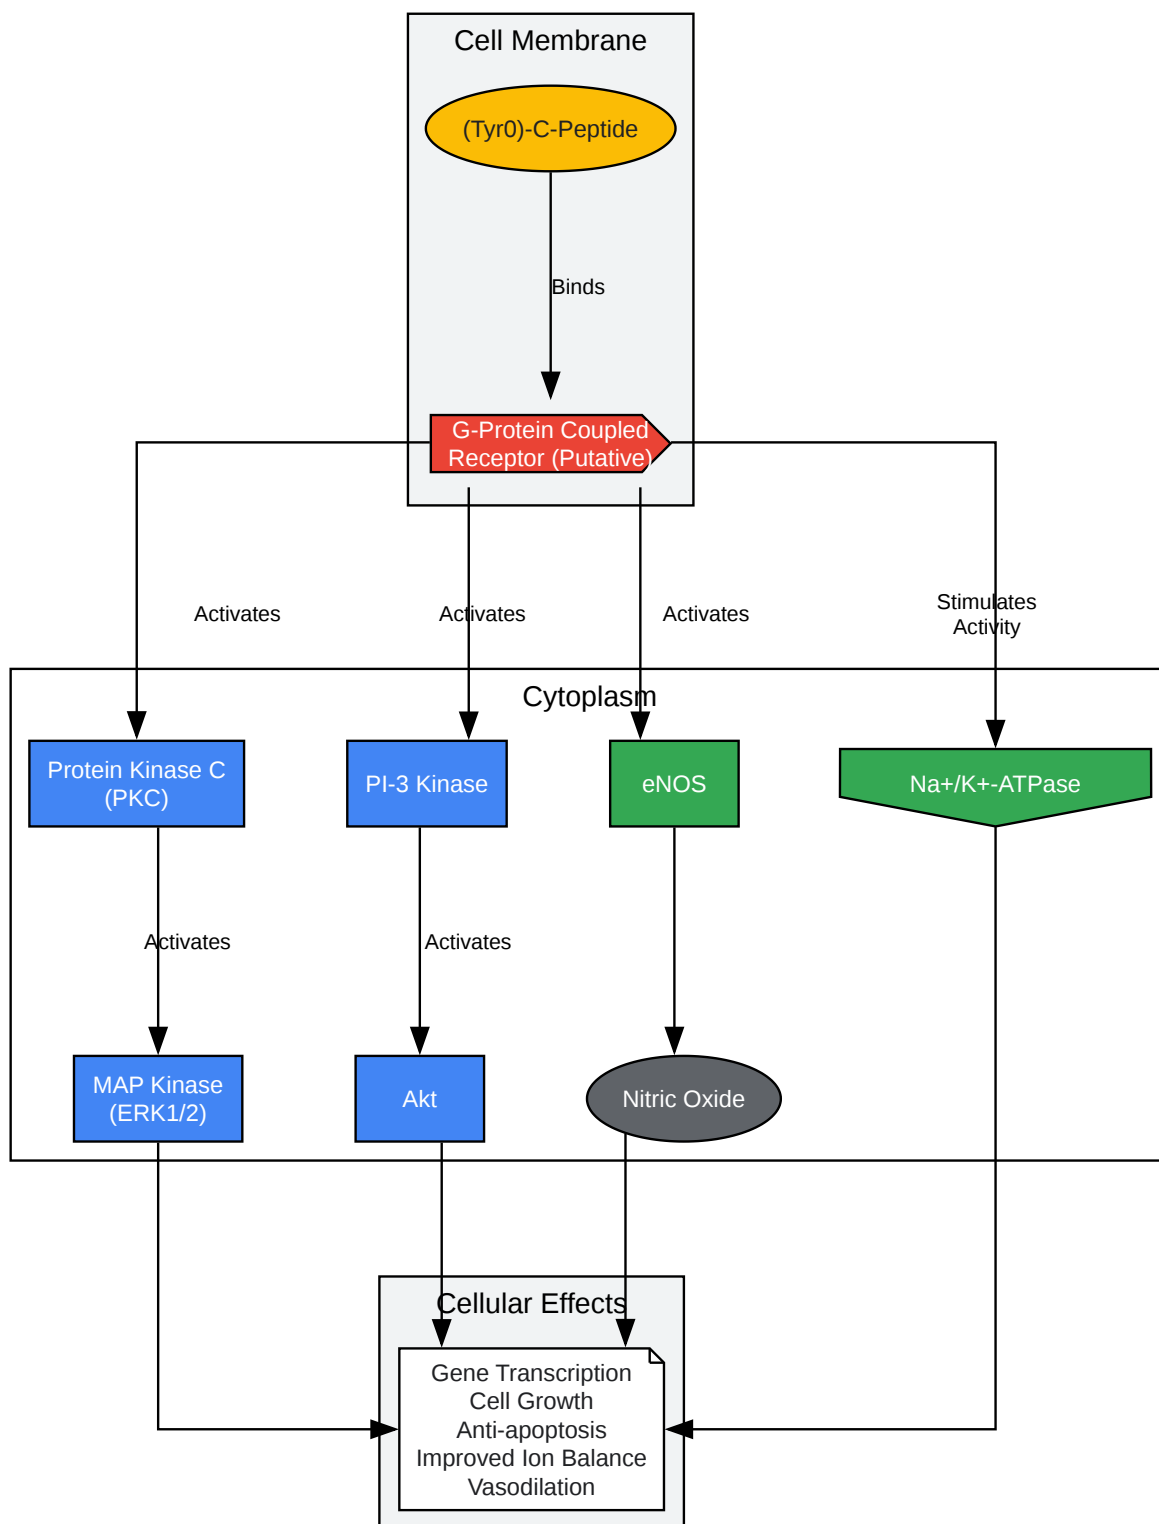 Cell Membrane
(Tyr0)-C-Peptide
Binds
G-Protein Coupled
Receptor (Putative)
Activates
Activates
Activates
Stimulates
Activity
Cytoplasm
Protein Kinase C
(PKC)
PI-3 Kinase
eNOS
Na+/K+-ATPase
Activates
Activates
MAP Kinase
(ERK1/2)
Akt
Nitric Oxide
Cellular Effects
Gene Transcription
Cell Growth
Anti-apoptosis
Improved Ion Balance
Vasodilation